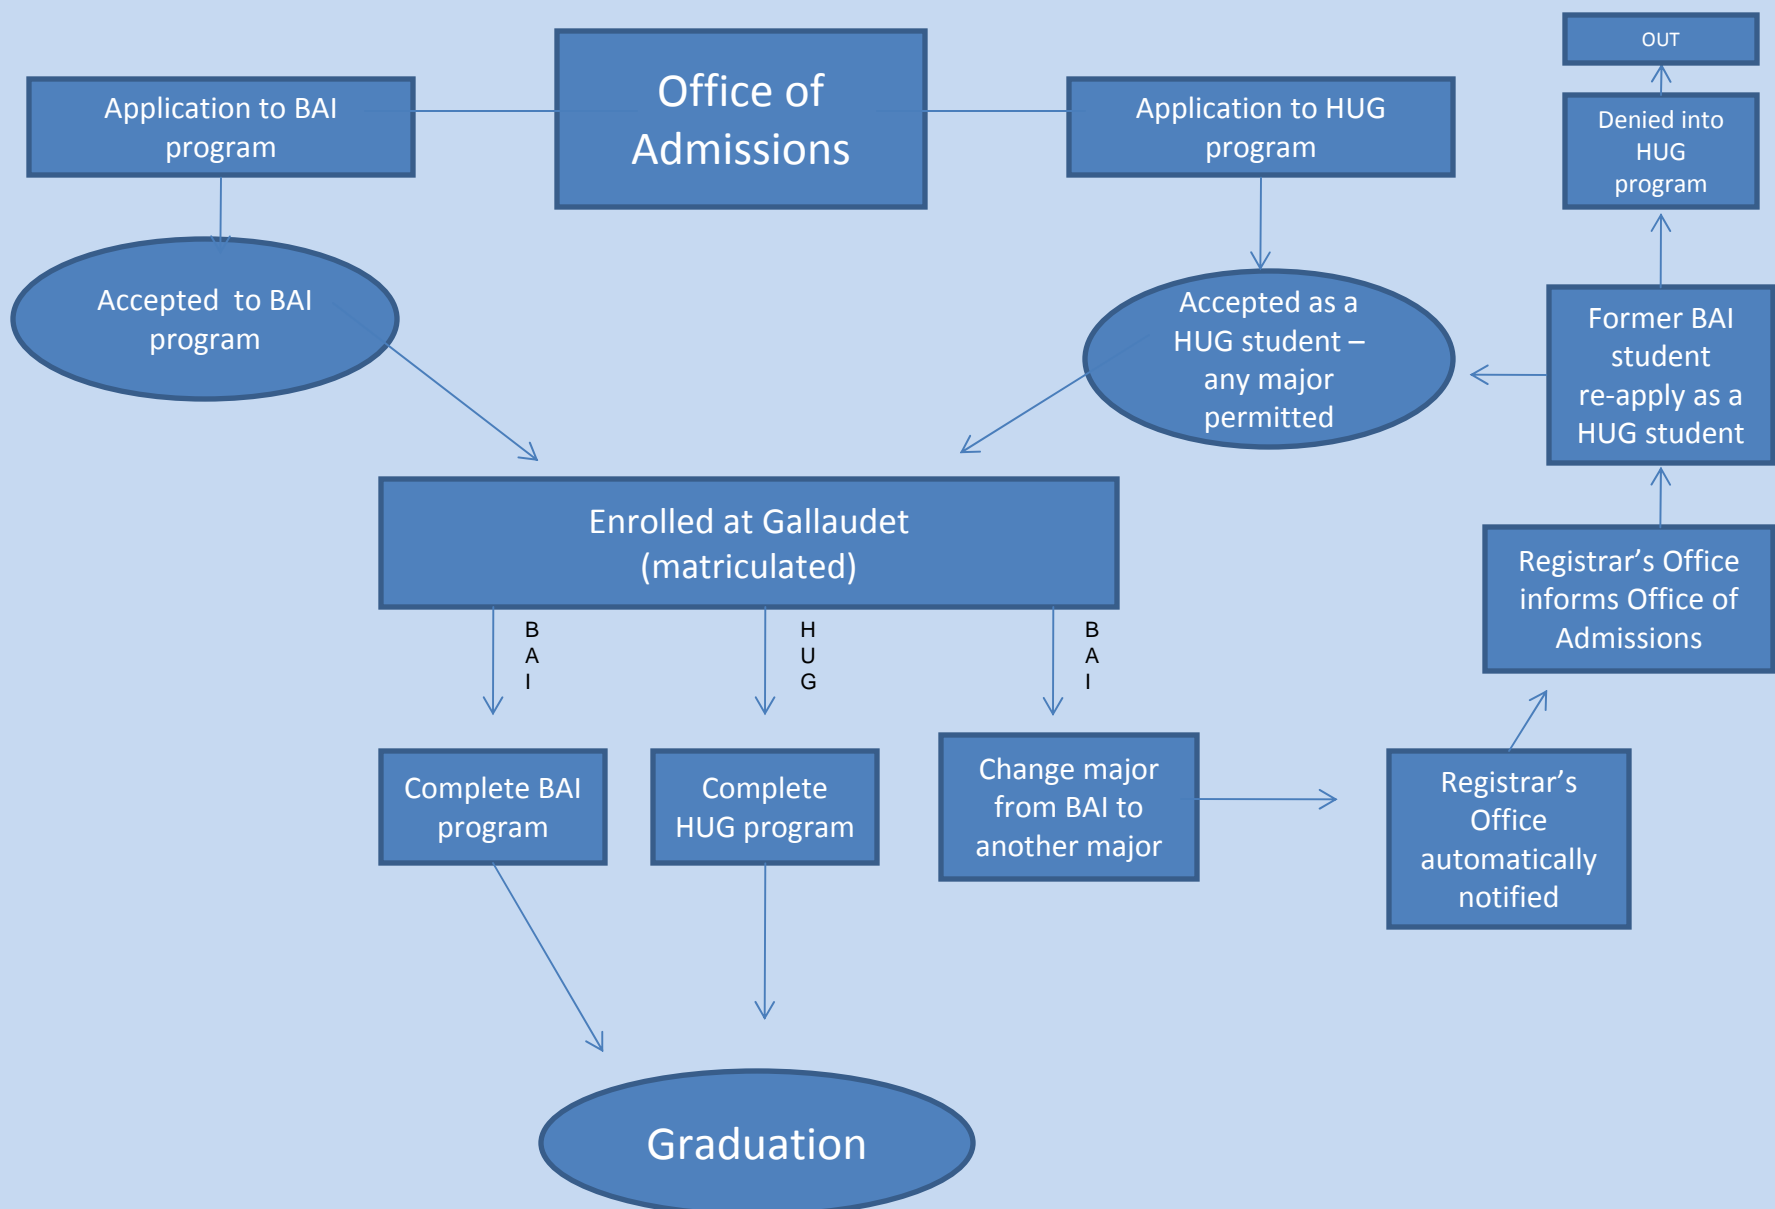 Office of
Admissions
Application to BAI
program
Application to HUG
program
OUT
Denied into
HUG
program
Accepted  to BAI
program
Accepted as a
HUG student –
any major
permitted
Former BAI
student
re-apply as a
HUG student
Enrolled at Gallaudet
(matriculated)
Registrar’s Office
informs Office of
Admissions
B
A
I
H
U
G
B
A
I
Complete BAI
program
Complete
HUG program
Change major
from BAI to
another major
Registrar’s
Office
automatically
notified
Graduation